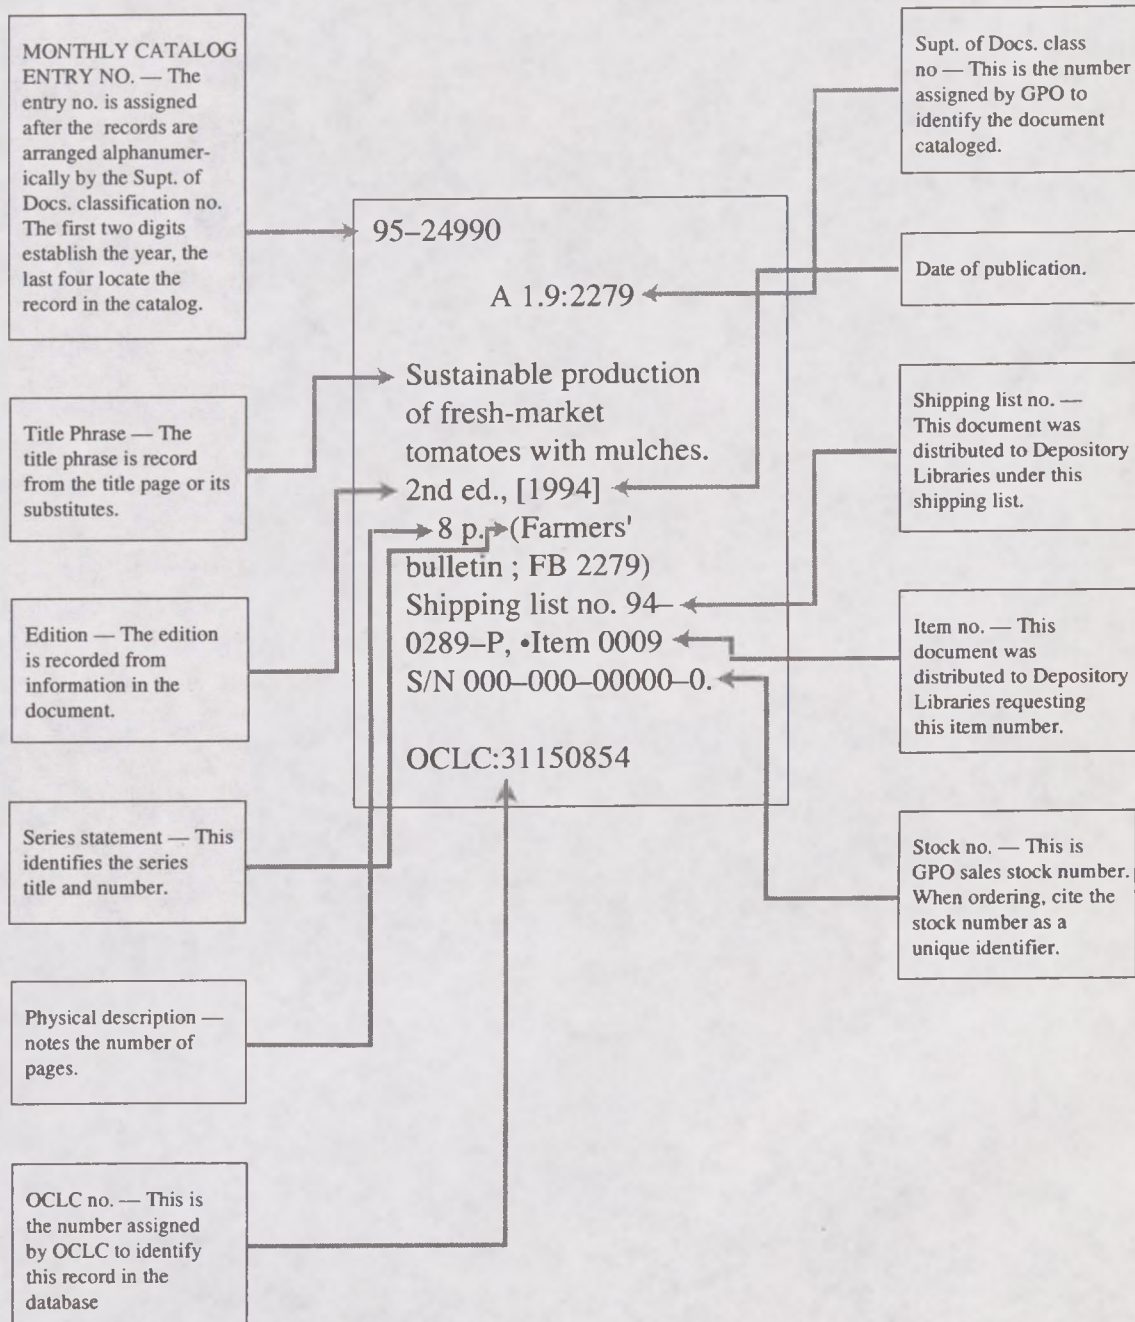 MONTHLY CATALOG
ENTRY NO. — The
entry no. is assigned
after the records are
arranged alphanumer-
ically by the Supt. of
Docs. classification no.
The first two digits
establish the year, the
last four locate the
record in the catalog.
Title Phrase — The
title phrase is record
from the title page or its
substitutes.
Edition — The edition
is recorded from
information in the
document.
Series statement — This
identifies the series
title and number.
Physical description —
notes the number of
pages.
OCLC no. — This is
the number assigned
by OCLC to identify
this record in the
database
95–24990
A 1.9:2279
Sustainable production
of fresh-market
tomatoes with mulches.
2nd ed., [1994]
8 p. (Farmers'
bulletin ; FB 2279)
Shipping list no. 94–
0289–P, •Item 0009
S/N 000–000–00000–0.
OCLC:31150854
Supt. of Docs. class
no — This is the number
assigned by GPO to
identify the document
cataloged.
Date of publication.
Shipping list no. —
This document was
distributed to Depository
Libraries under this
shipping list.
Item no. — This
document was
distributed to Depository
Libraries requesting
this item number.
Stock no. — This is
GPO sales stock number.
When ordering, cite the
stock number as a
unique identifier.